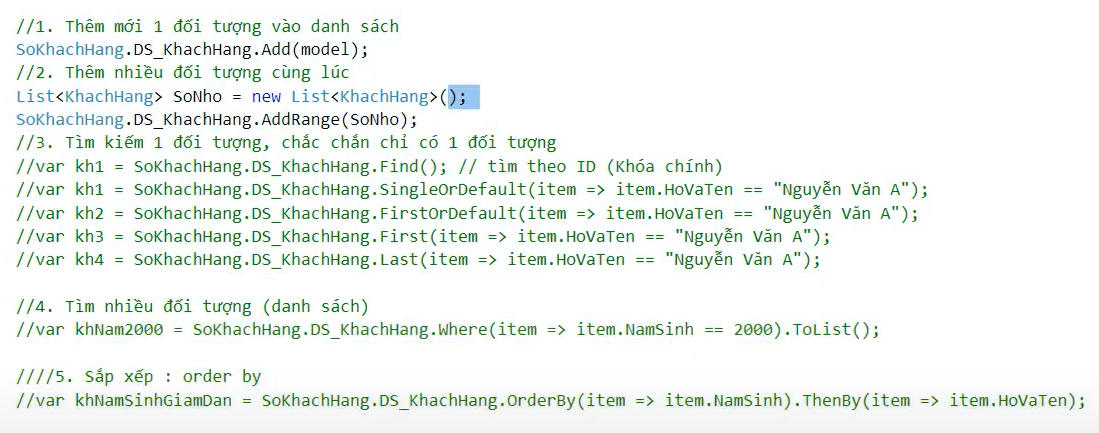 //1. Thêm mới 1 đối tượng vào danh sách
SoKhachHang.DS_KhachHang.Add(model);
//2. Thêm nhiều đối tượng cùng lúc
List<KhachHang> SoNho = new List<KhachHang>();
SoKhachHang.DS_KhachHang.AddRange(SoNho);
//3. Tìm kiếm 1 đối tượng, chắc chắn chỉ có 1 đối tượng
//var kh1 = SoKhachHang.DS_KhachHang.Find(); // tìm theo ID (Khóa chính)
//var kh1 = SoKhachHang.DS_KhachHang.SingleOrDefault(item => item.HoVaTen == "Nguyễn Văn A");
//var kh2 = SoKhachHang.DS_KhachHang.FirstOrDefault(item => item.HoVaTen == "Nguyễn Văn A");
//var kh3 = SoKhachHang.DS_KhachHang.First(item => item.HoVaTen == "Nguyễn Văn A");
//var kh4 = SoKhachHang.DS_KhachHang.Last(item => item.HoVaTen == "Nguyễn Văn A");
//4. Tìm nhiều đối tượng (danh sách)
//var khNam2000 = SoKhachHang.DS_KhachHang.Where(item => item.NamSinh == 2000).ToList();
////5. Sắp xếp : order by
//var khNamSinhGiamDan = SoKhachHang.DS_KhachHang.OrderBy(item => item.NamSinh).ThenBy(item => item.HoVaTen);